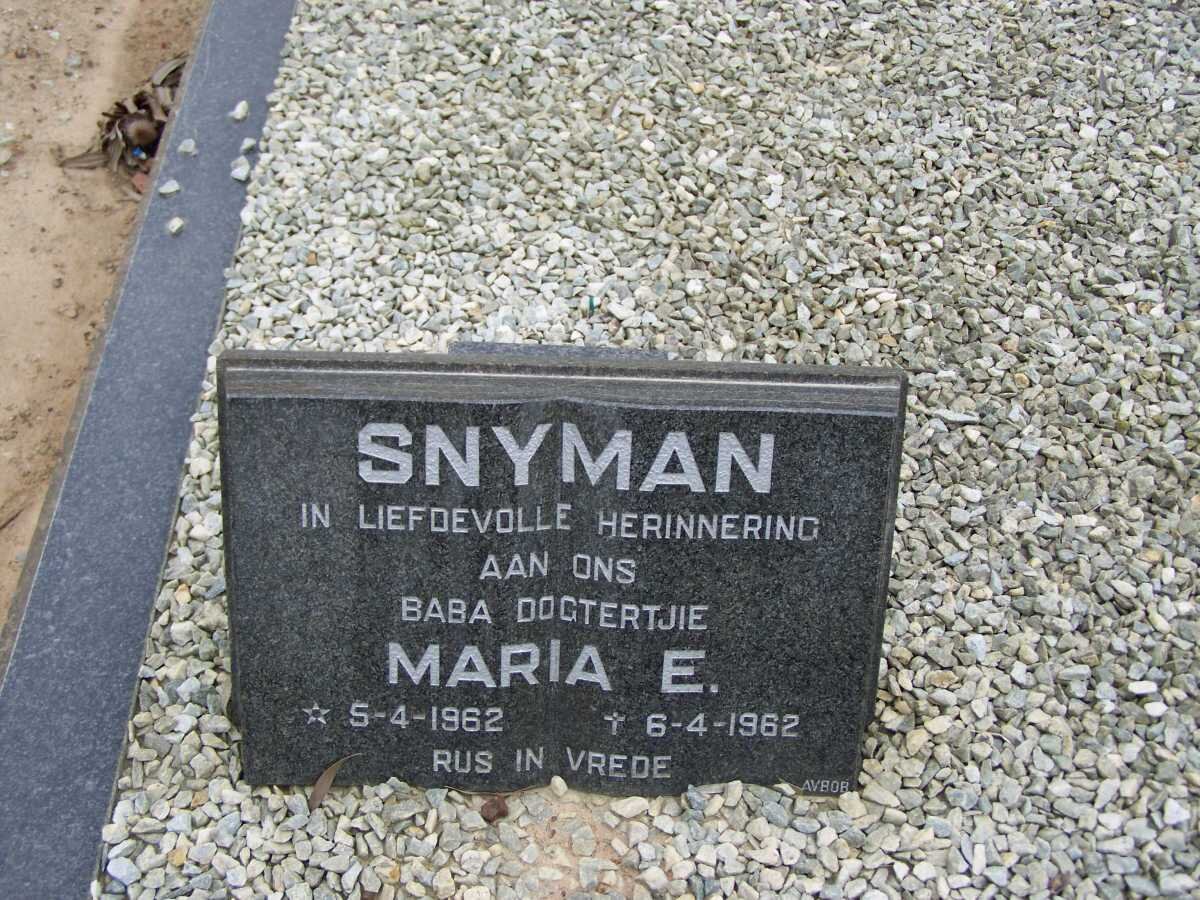 SNYMAN
IN LIEFDEVOLLE HERINNERING
AAN ONS
BABA DOGTERTJIE
MARIA E.
☆ 5-4-1962 ✝ 6-4-1962
RUS IN VREDE
AVBOB